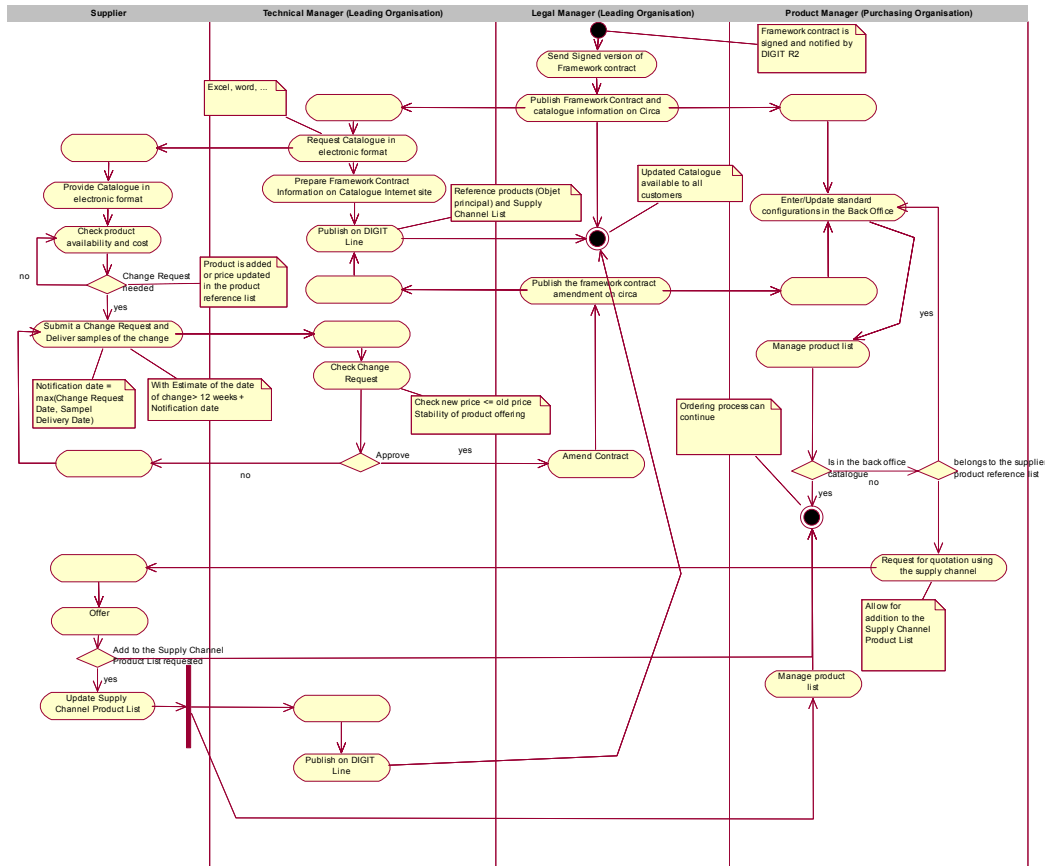 Supplier
Technical Manager (Leading Organisation)
Legal Manager (Leading Organisation)
Product Manager (Purchasing Organisation)
Framework contract is
signed and notified by
DIGIT R2
Send Signed version of
Framework contract
Excel, word, ...
Publish Framework Contract and
catalogue information on Circa
Request Catalogue in
electronic format
Provide Catalogue in
electronic format
Prepare Framework Contract
Information on Catalogue Internet site
Reference products (Objet
principal) and Supply
Channel List
Updated Catalogue
available to all
customers
Enter/Update standard
configurations in the Back Office
Check product
availability and cost
Publish on DIGIT
Line
no
Change Request
needed
Product is added
or price updated
in the product
reference list
Publish the framework contract
amendment on circa
yes
yes
Submit a Change Request and
Deliver samples of the change
Manage product list
Check Change
Request
Notification date =
max(Change Request
Date, Sampel
Delivery Date)
With Estimate of the date
of change> 12 weeks +
Notification date
Check new price <= old price
Stability of product offering
Ordering process can
continue
Approve
yes
no
Amend Contract
Is in the back office
catalogue
no
belongs to the supplier
product reference list
yes
Request for quotation using
the supply channel
Offer
Allow for
addition to the
Supply Channel
Product List
Add to the Supply Channel
Product List requested
yes
Manage product
list
Update Supply
Channel Product List
Publish on DIGIT
Line